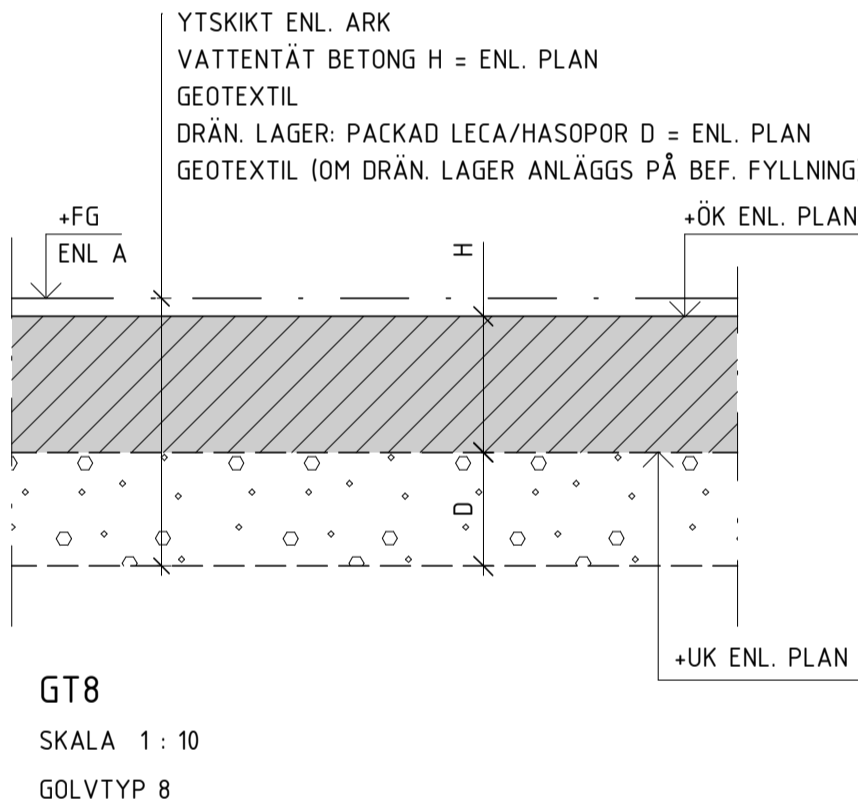 YTSKIKT ENL. ARK
VATTENTÄT BETONG H = ENL. PLAN
GEOTEXTIL
DRÄN. LAGER: PACKAD LECA/HASOPOR D = ENL. PLAN
GEOTEXTIL (OM DRÄN. LAGER ANLÄGGS PÅ BEF. FYLLNING)
+FG
ENL A
H
+ÖK ENL. PLAN
D
+UK ENL. PLAN
GT8
SKALA 1 : 10
GOLVTYP 8